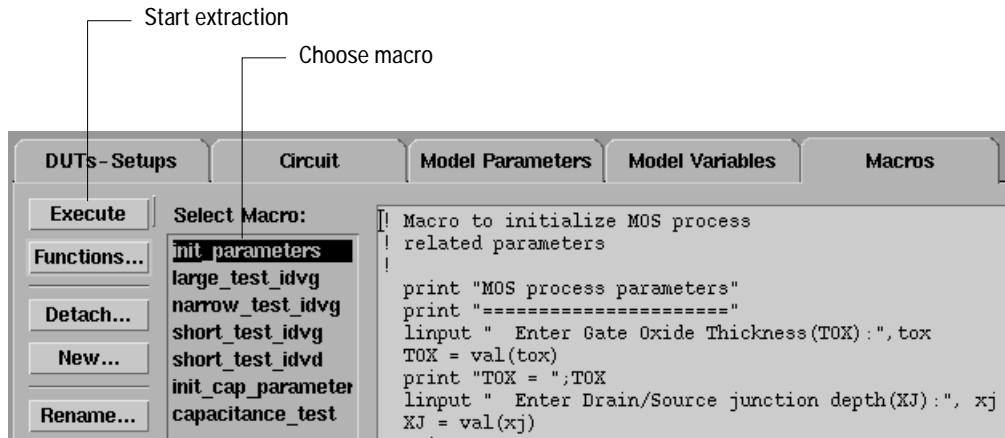 Start extraction
Choose macro
DUTs-Setups Circuit Model Parameters Model Variables Macros
Execute
Functions...
Detach...
New...
Rename...
Select Macro:
init_parameters
large_test_idvg
narrow_test_idvg
short_test_idvg
short_test_idvd
init_cap_parameter
capacitance_test
! Macro to initialize MOS process
! related parameters
!
print "MOS process parameters"
print "======================"
linput "  Enter Gate Oxide Thickness(TOX):",tox
TOX = val(tox)
print "TOX = ";TOX
linput "  Enter Drain/Source junction depth(XJ):", xj
XJ = val(xj)